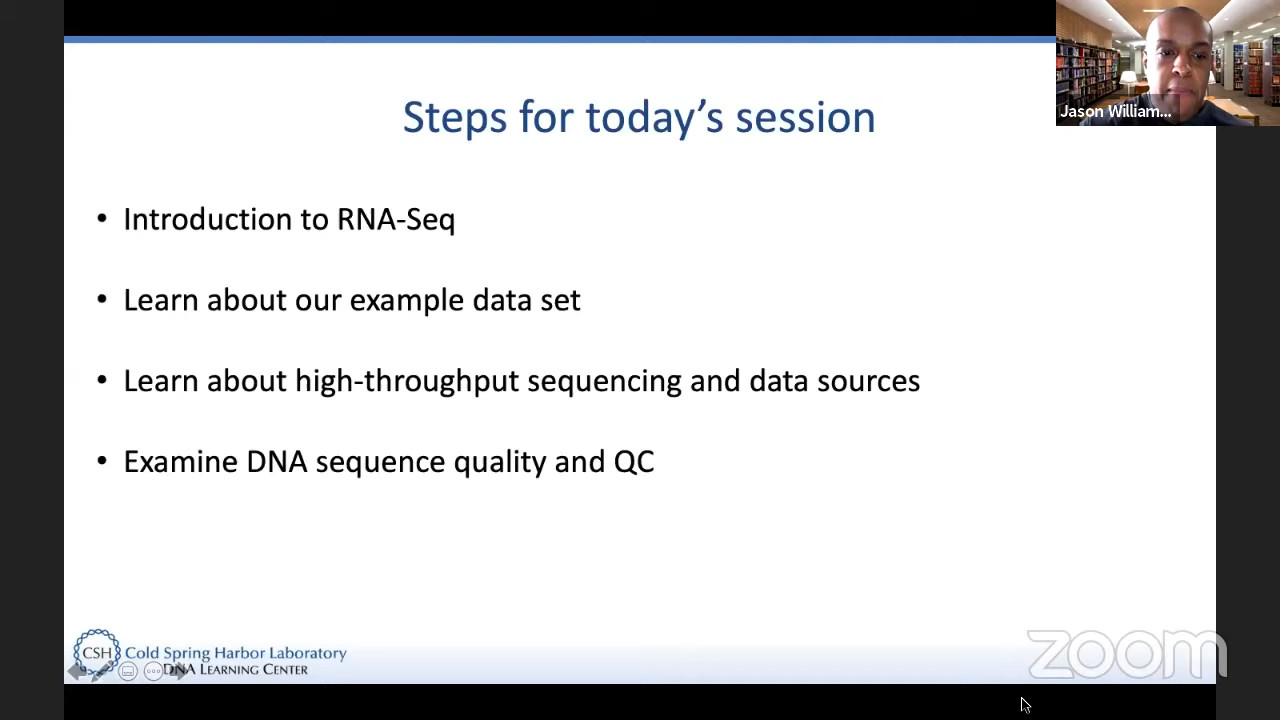 Steps for today's session
Jason William...
• Introduction to RNA-Seq
• Learn about our example data set
• Learn about high-throughput sequencing and data sources
• Examine DNA sequence quality and QC
CSH Cold Spring Harbor Laboratory
DNA Learning Center
zoom